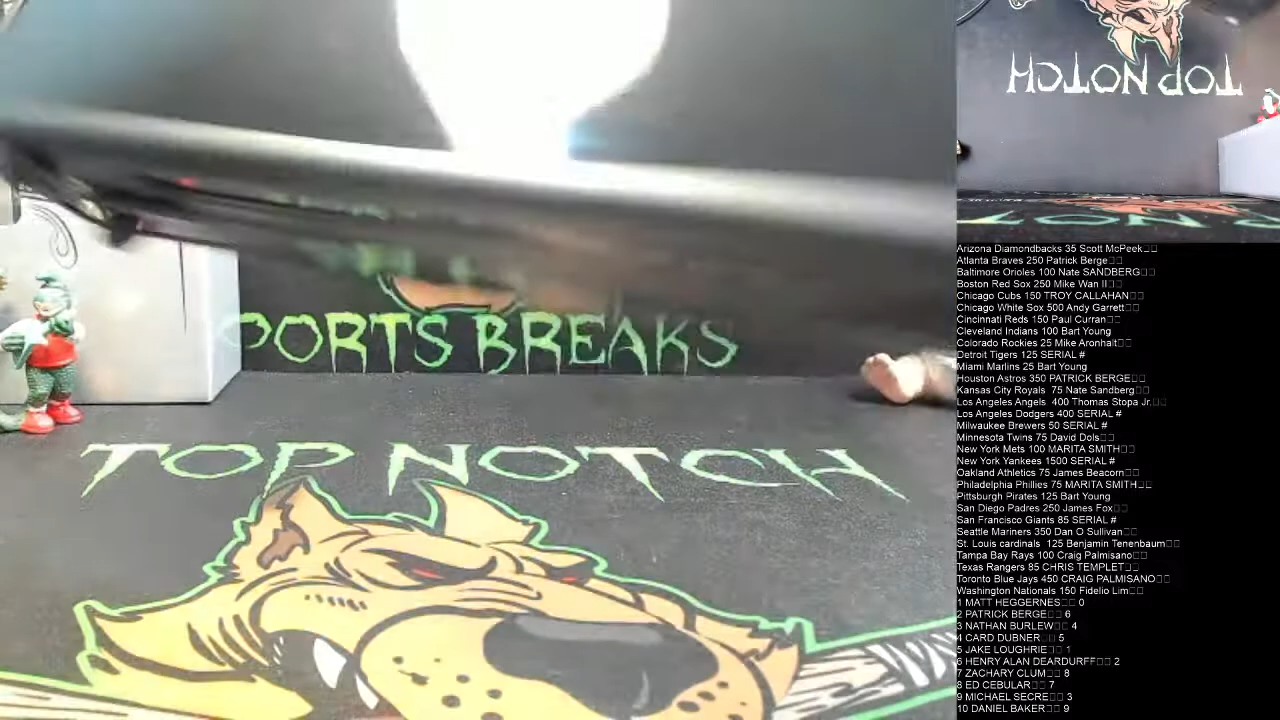 PORTS BREAKS
TOP NOTCH
TOP NOTCH
Arizona Diamondbacks 35 Scott McPeek
Atlanta Braves 250 Patrick Berge
Baltimore Orioles 100 Nate SANDBERG
Boston Red Sox 250 Mike Wan II
Chicago Cubs 150 TROY CALLAHAN
Chicago White Sox 500 Andy Garrett
Cincinnati Reds 150 Paul Curran
Cleveland Indians 100 Bart Young
Colorado Rockies 25 Mike Aronhalt
Detroit Tigers 125 SERIAL #
Miami Marlins 25 Bart Young
Houston Astros 350 PATRICK BERGE
Kansas City Royals 75 Nate Sandberg
Los Angeles Angels 400 Thomas Stopa Jr.
Los Angeles Dodgers 400 SERIAL #
Milwaukee Brewers 50 SERIAL #
Minnesota Twins 75 David Dols
New York Mets 100 MARITA SMITH
New York Yankees 1500 SERIAL #
Oakland Athletics 75 James Beacorn
Philadelphia Phillies 75 MARITA SMITH
Pittsburgh Pirates 125 Bart Young
San Diego Padres 250 James Fox
San Francisco Giants 85 SERIAL #
Seattle Mariners 350 Dan O Sullivan
St. Louis cardinals 125 Benjamin Tenenbaum
Tampa Bay Rays 100 Craig Palmisano
Texas Rangers 85 CHRIS TEMPLET
Toronto Blue Jays 450 CRAIG PALMISANO
Washington Nationals 150 Fidelio Lim
1 MATT HEGGERNES 0
2 PATRICK BERGE 6
3 NATHAN BURLEW 4
4 CARD DUBNER 5
5 JAKE LOUGHRIE 1
6 HENRY ALAN DEARDURFF 2
7 ZACHARY CLUM 8
8 ED CEBULAR 7
9 MICHAEL SECRE 3
10 DANIEL BAKER 9